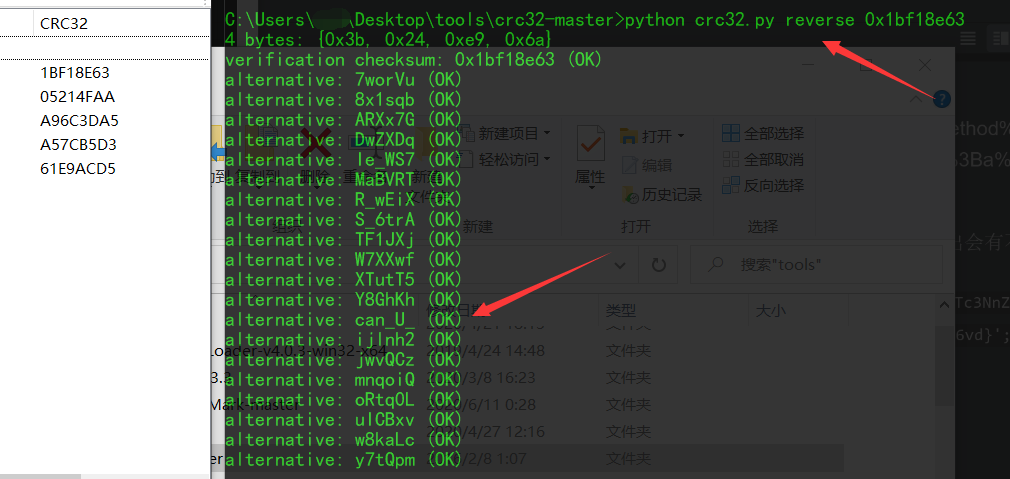 CRC32
1BF18E63
05214FAA
A96C3DA5
A57CB5D3
61E9ACD5
C:\Users\ \Desktop\tools\crc32-master>python crc32.py reverse 0x1bf18e63
4 bytes: {0x3b, 0x24, 0xe9, 0x6a}
verification checksum: 0x1bf18e63 (OK)
alternative: 7worVu (OK)
alternative: 8x1sqb (OK)
alternative: ARXx7G (OK)
alternative: DwZXDq (OK)
alternative: (OK)
alternative: MaBVRT (OK)
alternative: R_wEiX (OK)
alternative: S_6trA (OK)
alternative: TF1JXj (OK)
alternative: W7XXwf (OK)
alternative: XTutT5 (OK)
alternative: Y8GhKh (OK)
alternative: can_U_ (OK)
alternative: (OK)
alternative: jwvQCz (OK)
alternative: mnqoiQ (OK)
alternative: (OK)
alternative: (OK)
alternative: w8kaLc (OK)
alternative: y7tQpm (OK)
新建项目
轻松访问
新建
属性
打开
编辑
历史记录
打开
全部选择
全部取消
反向选择
选择
组织
搜索"tools"
类型
大小
文件夹
Loader-v4.0.3-win32-x64
/4/24 14:48
文件夹
3.2
/3/8 16:23
文件夹
Mark-master
/6/11 0:28
文件夹
/4/27 12:16
文件夹
er
/2/8 1:07
文件夹
ethod%
3Ba%
出会有
Tc3NnZ
6vd}';